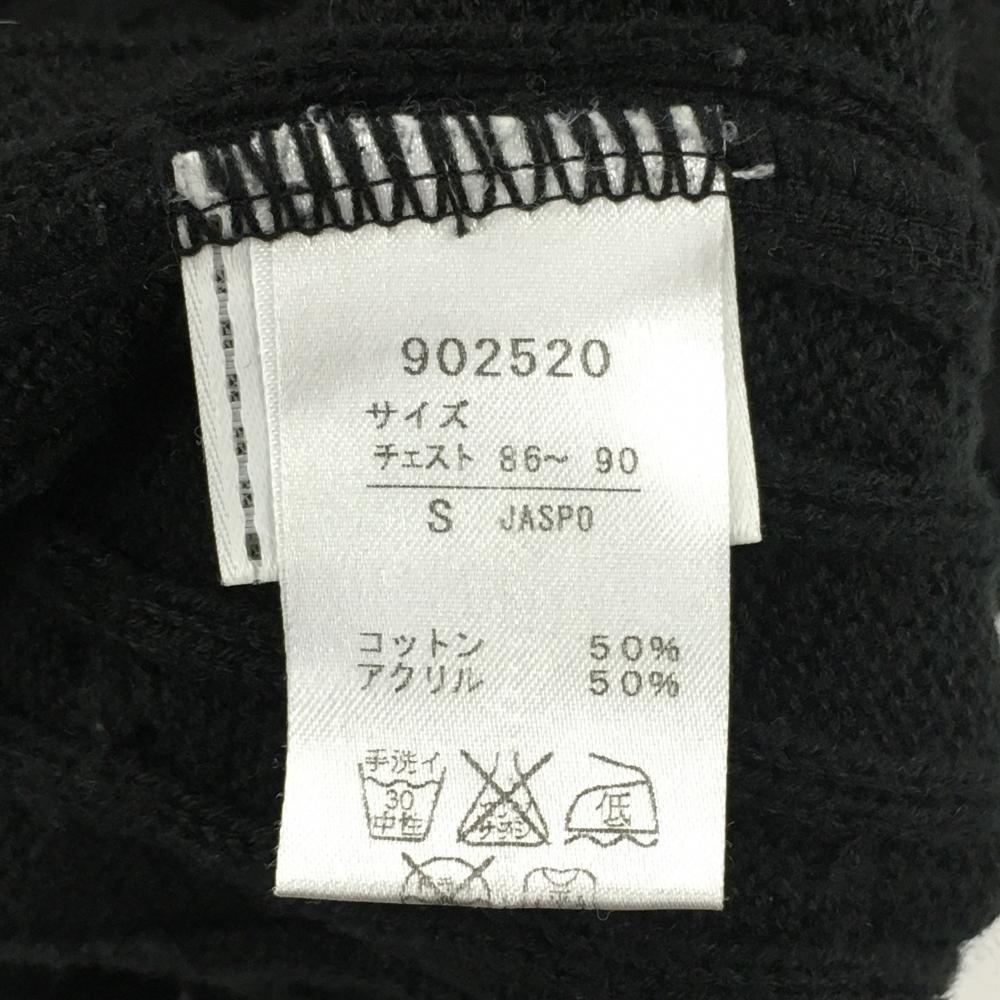 902520
サイズ
チェスト 86~ 90
S JASPO
コットン 50%
アクリル 50%
手洗イ
30
中性
低